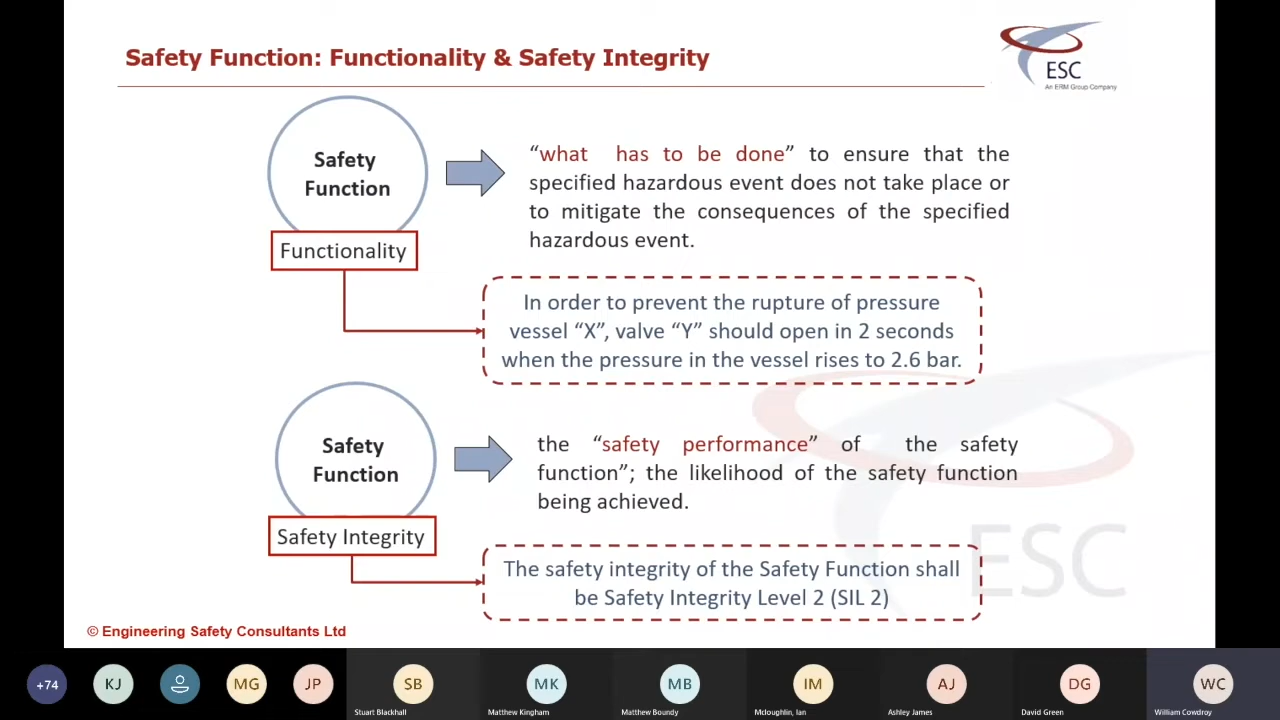 Safety Function: Functionality & Safety Integrity
ESC
An ERM Group Company
Safety
Function
Functionality
“what has to be done” to ensure that the
specified hazardous event does not take place or
to mitigate the consequences of the specified
hazardous event.
In order to prevent the rupture of pressure
vessel “X”, valve “Y” should open in 2 seconds
when the pressure in the vessel rises to 2.6 bar.
Safety
Function
Safety Integrity
the “safety performance” of the safety
function”; the likelihood of the safety function
being achieved.
The safety integrity of the Safety Function shall
be Safety Integrity Level 2 (SIL 2)
ESC
© Engineering Safety Consultants Ltd
+74
KJ
MG
JP
SB
MK
MB
IM
AJ
DG
WC
Stuart Blackhall
Matthew Kingham
Matthew Boundy
Mcloughlin, Ian
Ashley James
David Green
William Cowdroy